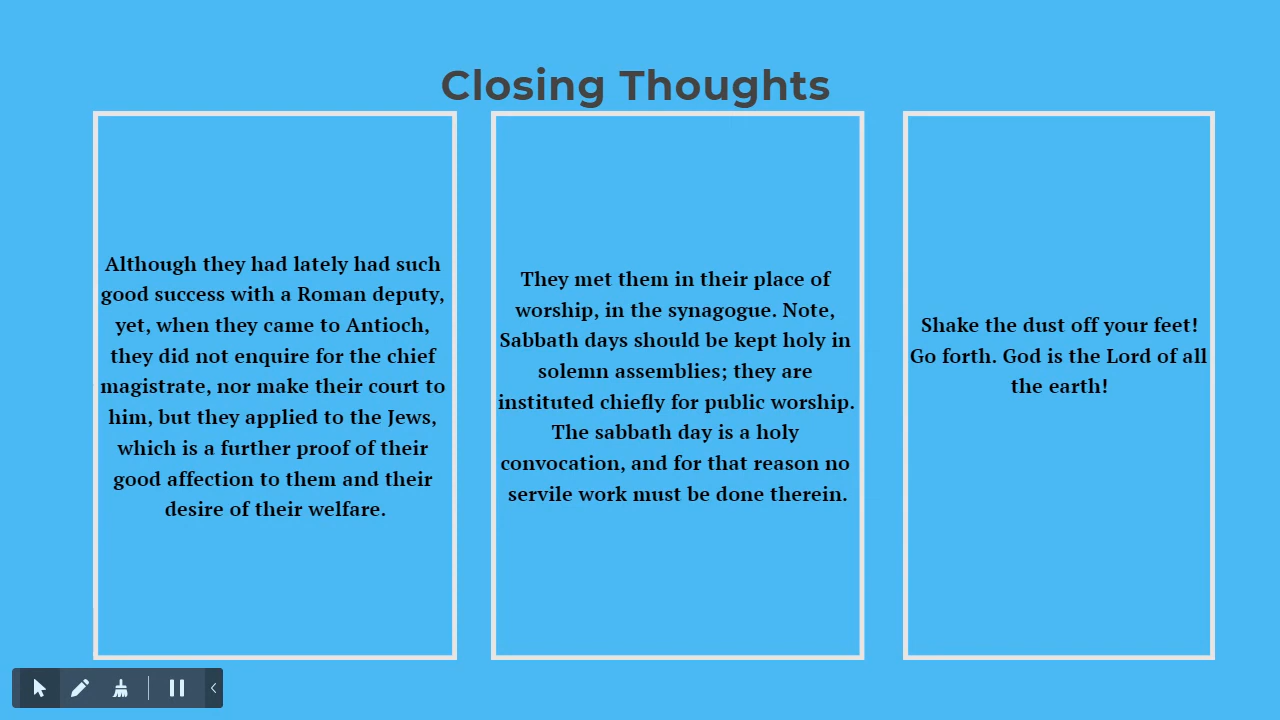 Closing Thoughts
Although they had lately had such
good success with a Roman deputy,
yet, when they came to Antioch,
they did not enquire for the chief
magistrate, nor make their court to
him, but they applied to the Jews,
which is a further proof of their
good affection to them and their
desire of their welfare.
They met them in their place of
worship, in the synagogue. Note,
Sabbath days should be kept holy in
solemn assemblies; they are
instituted chiefly for public worship.
The sabbath day is a holy
convocation, and for that reason no
servile work must be done therein.
Shake the dust off your feet!
Go forth. God is the Lord of all
the earth!